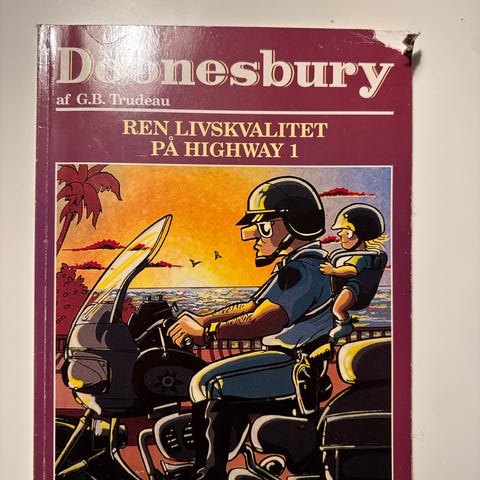 Doonesbury
af G.B. Trudeau
REN LIVSKVALITET
PÅ HIGHWAY 1